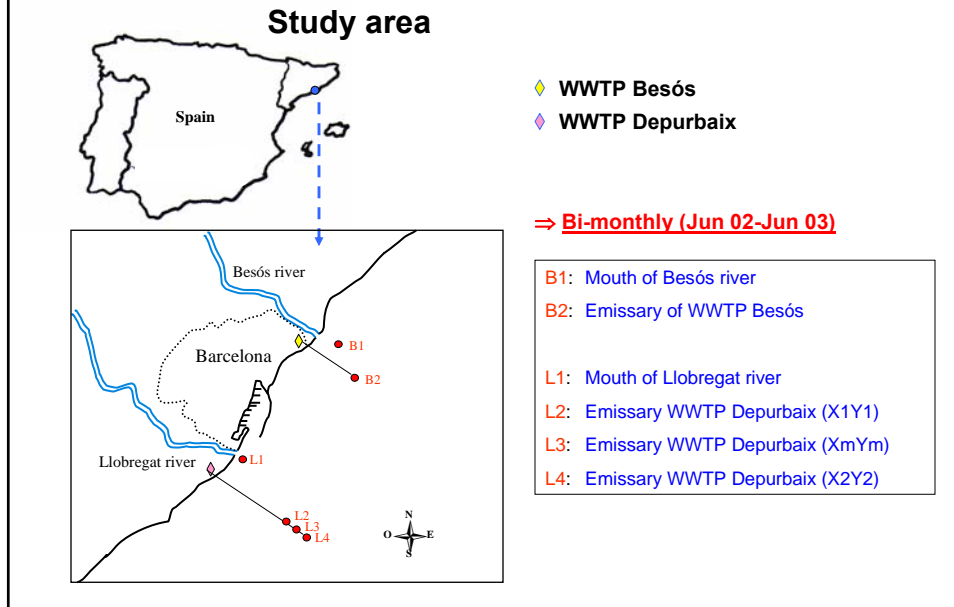 Study area
Spain
WWTP Besós
WWTP Depurbaix
⇒ Bi-monthly (Jun 02-Jun 03)
B1: Mouth of Besós river
B2: Emissary of WWTP Besós
L1: Mouth of Llobregat river
L2: Emissary WWTP Depurbaix (X1Y1)
L3: Emissary WWTP Depurbaix (XmYm)
L4: Emissary WWTP Depurbaix (X2Y2)
Besós river
B1
Barcelona
B2
Llobregat river
L1
L2
L3
L4
N
O
E
S